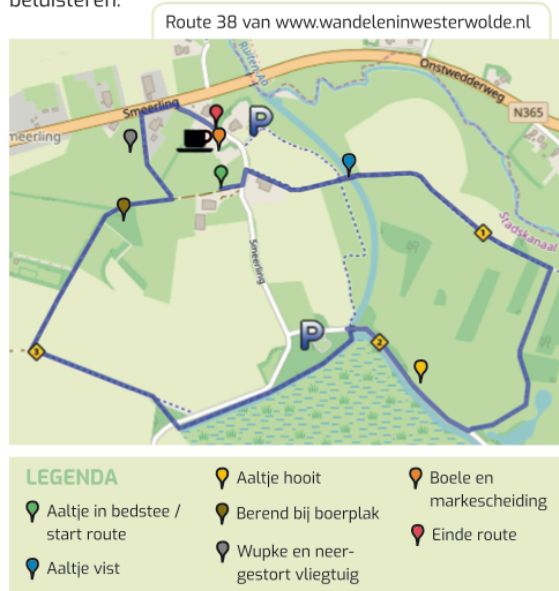 beluisteren.
Route 38 van www.wandeleninwesterwolde.nl
Ruiten Aa
Onstwedderweg
Smeerling
N365
P
meerling
1
Stadskanaal
Smeerling
P
2
3
LEGENDA
Aaltje in bedstee /
start route
Aaltje vist
Aaltje hooit
Berend bij boerplak
Wupke en neer-
gestort vliegtuig
Boele en
markescheiding
Einde route